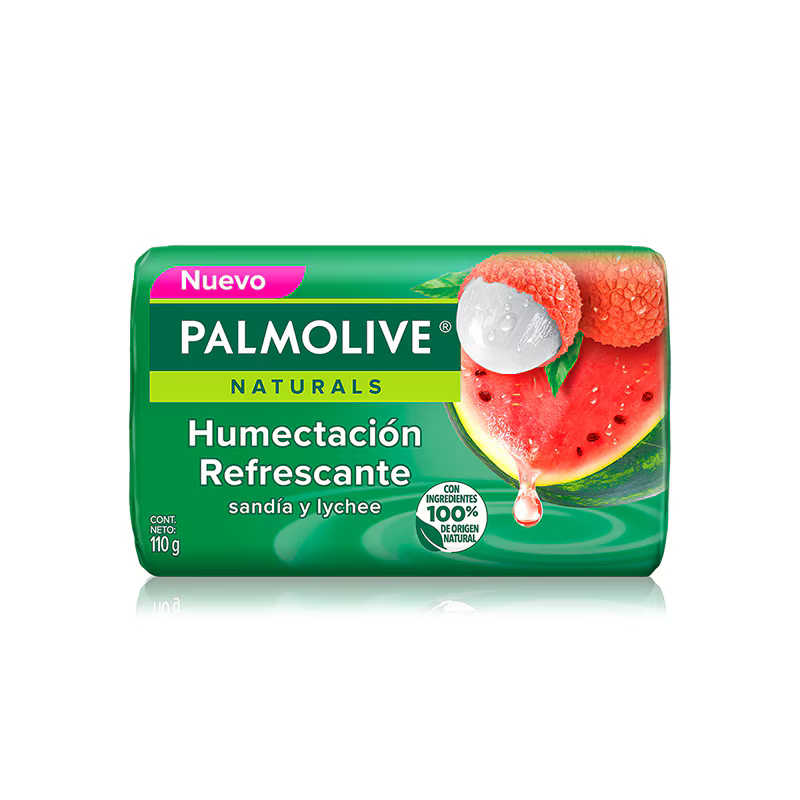 Nuevo
PALMOLIVE®
NATURALS
Humectación
Refrescante
sandía y lychee
CONT.
NETO:
110 g
CON
INGREDIENTES
100%
DE ORIGEN
NATURAL